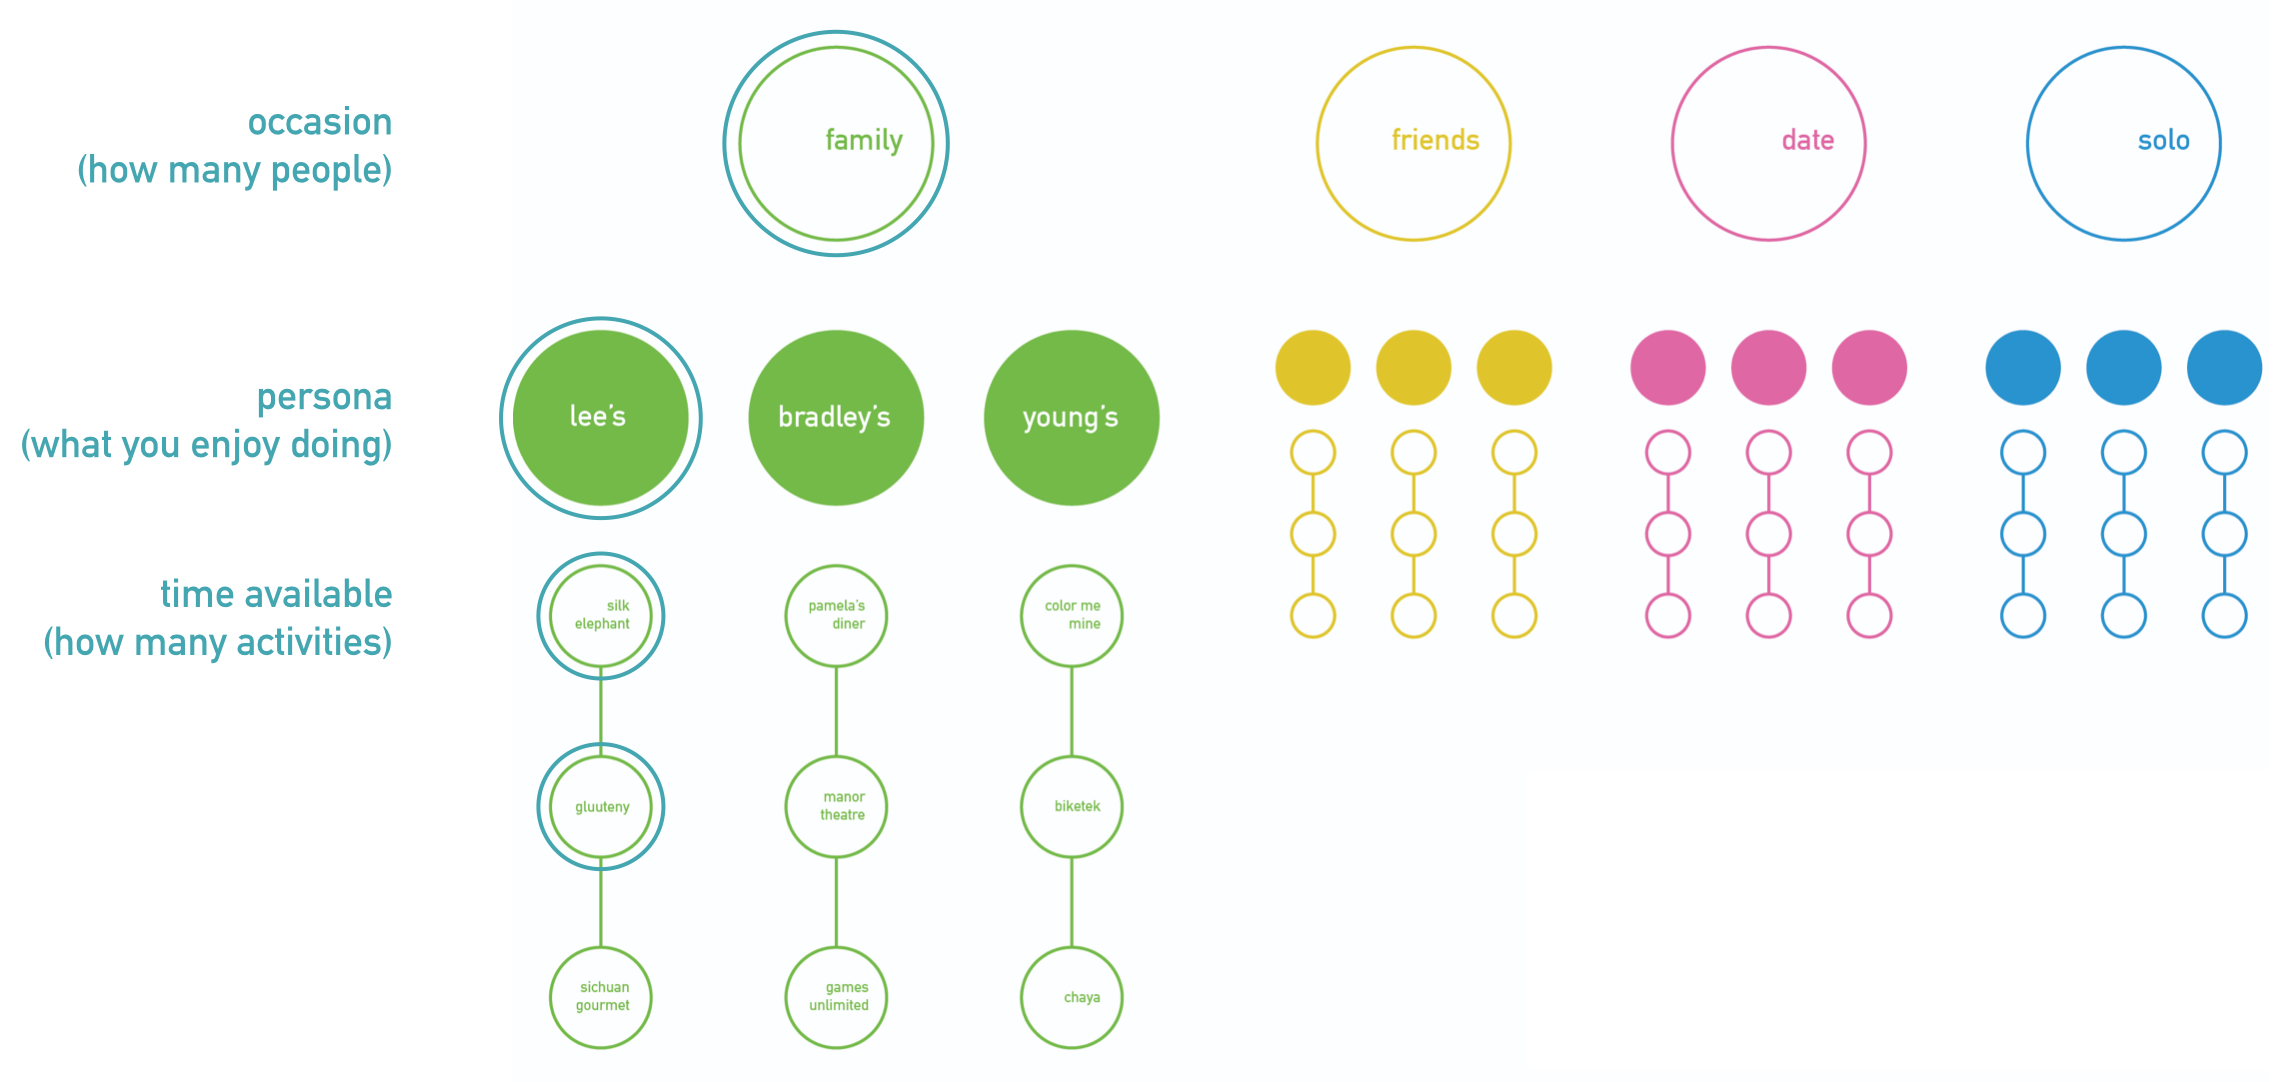 occasion
(how many people)
family
friends
date
solo
persona
(what you enjoy doing)
lee's
bradley's
young's
time available
(how many activities)
silk
elephant
pamela's
diner
color me
mine
gluuteny
manor
theatre
biketek
sichuan
gourmet
games
unlimited
chaya